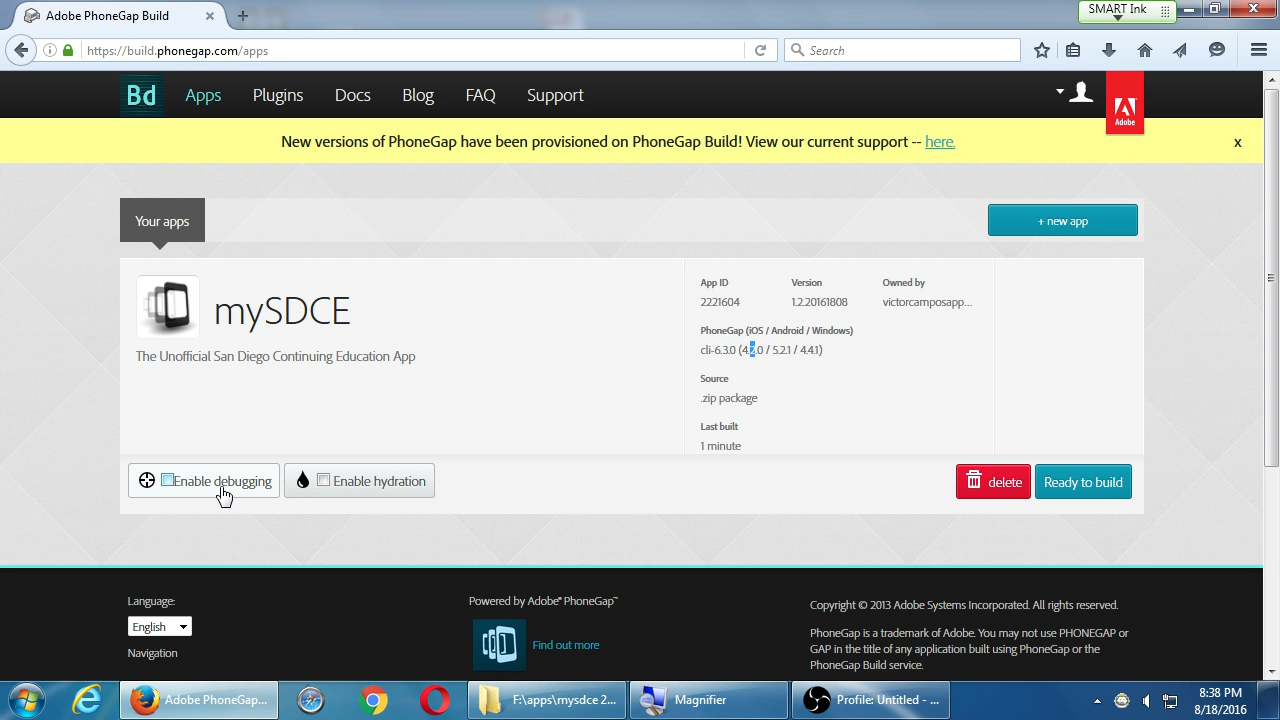 Adobe PhoneGap Build
SMART Ink
https://build.phonegap.com/apps
Search
Bd Apps Plugins Docs Blog FAQ Support
Adobe
New versions of PhoneGap have been provisioned on PhoneGap Build! View our current support -- here.
x
Your apps
+ new app
mySDCE
The Unofficial San Diego Continuing Education App
App ID Version Owned by
2221604 1.2.20161808 victorcamposapp...
PhoneGap (iOS / Android / Windows)
cli-6.3.0 (4.2.0 / 5.2.1 / 4.4.1)
Source
.zip package
Last built
1 minute
Enable debugging
Enable hydration
delete
Ready to build
Language:
English
Navigation
Powered by Adobe® PhoneGap™
Find out more
Copyright © 2013 Adobe Systems Incorporated. All rights reserved.
PhoneGap is a trademark of Adobe. You may not use PHONEGAP or
GAP in the title of any application built using PhoneGap or the
PhoneGap Build service.
Adobe PhoneGap...
F:\apps\mysdce 2...
Magnifier
Profile: Untitled - ...
8:38 PM
8/18/2016